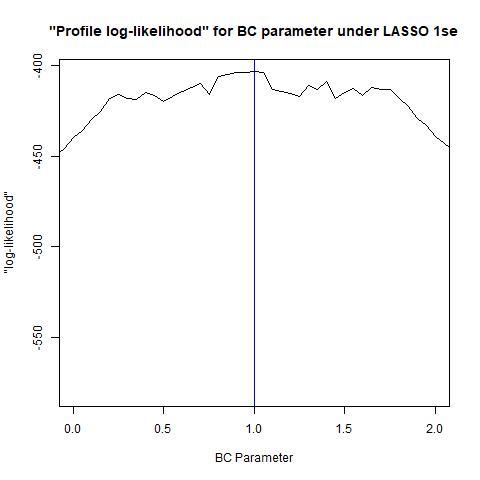 "Profile log-likelihood" for BC parameter under LASSO 1se
"log-likelihood"
-400
-450
-500
-550
0.0 0.5 1.0 1.5 2.0
BC Parameter